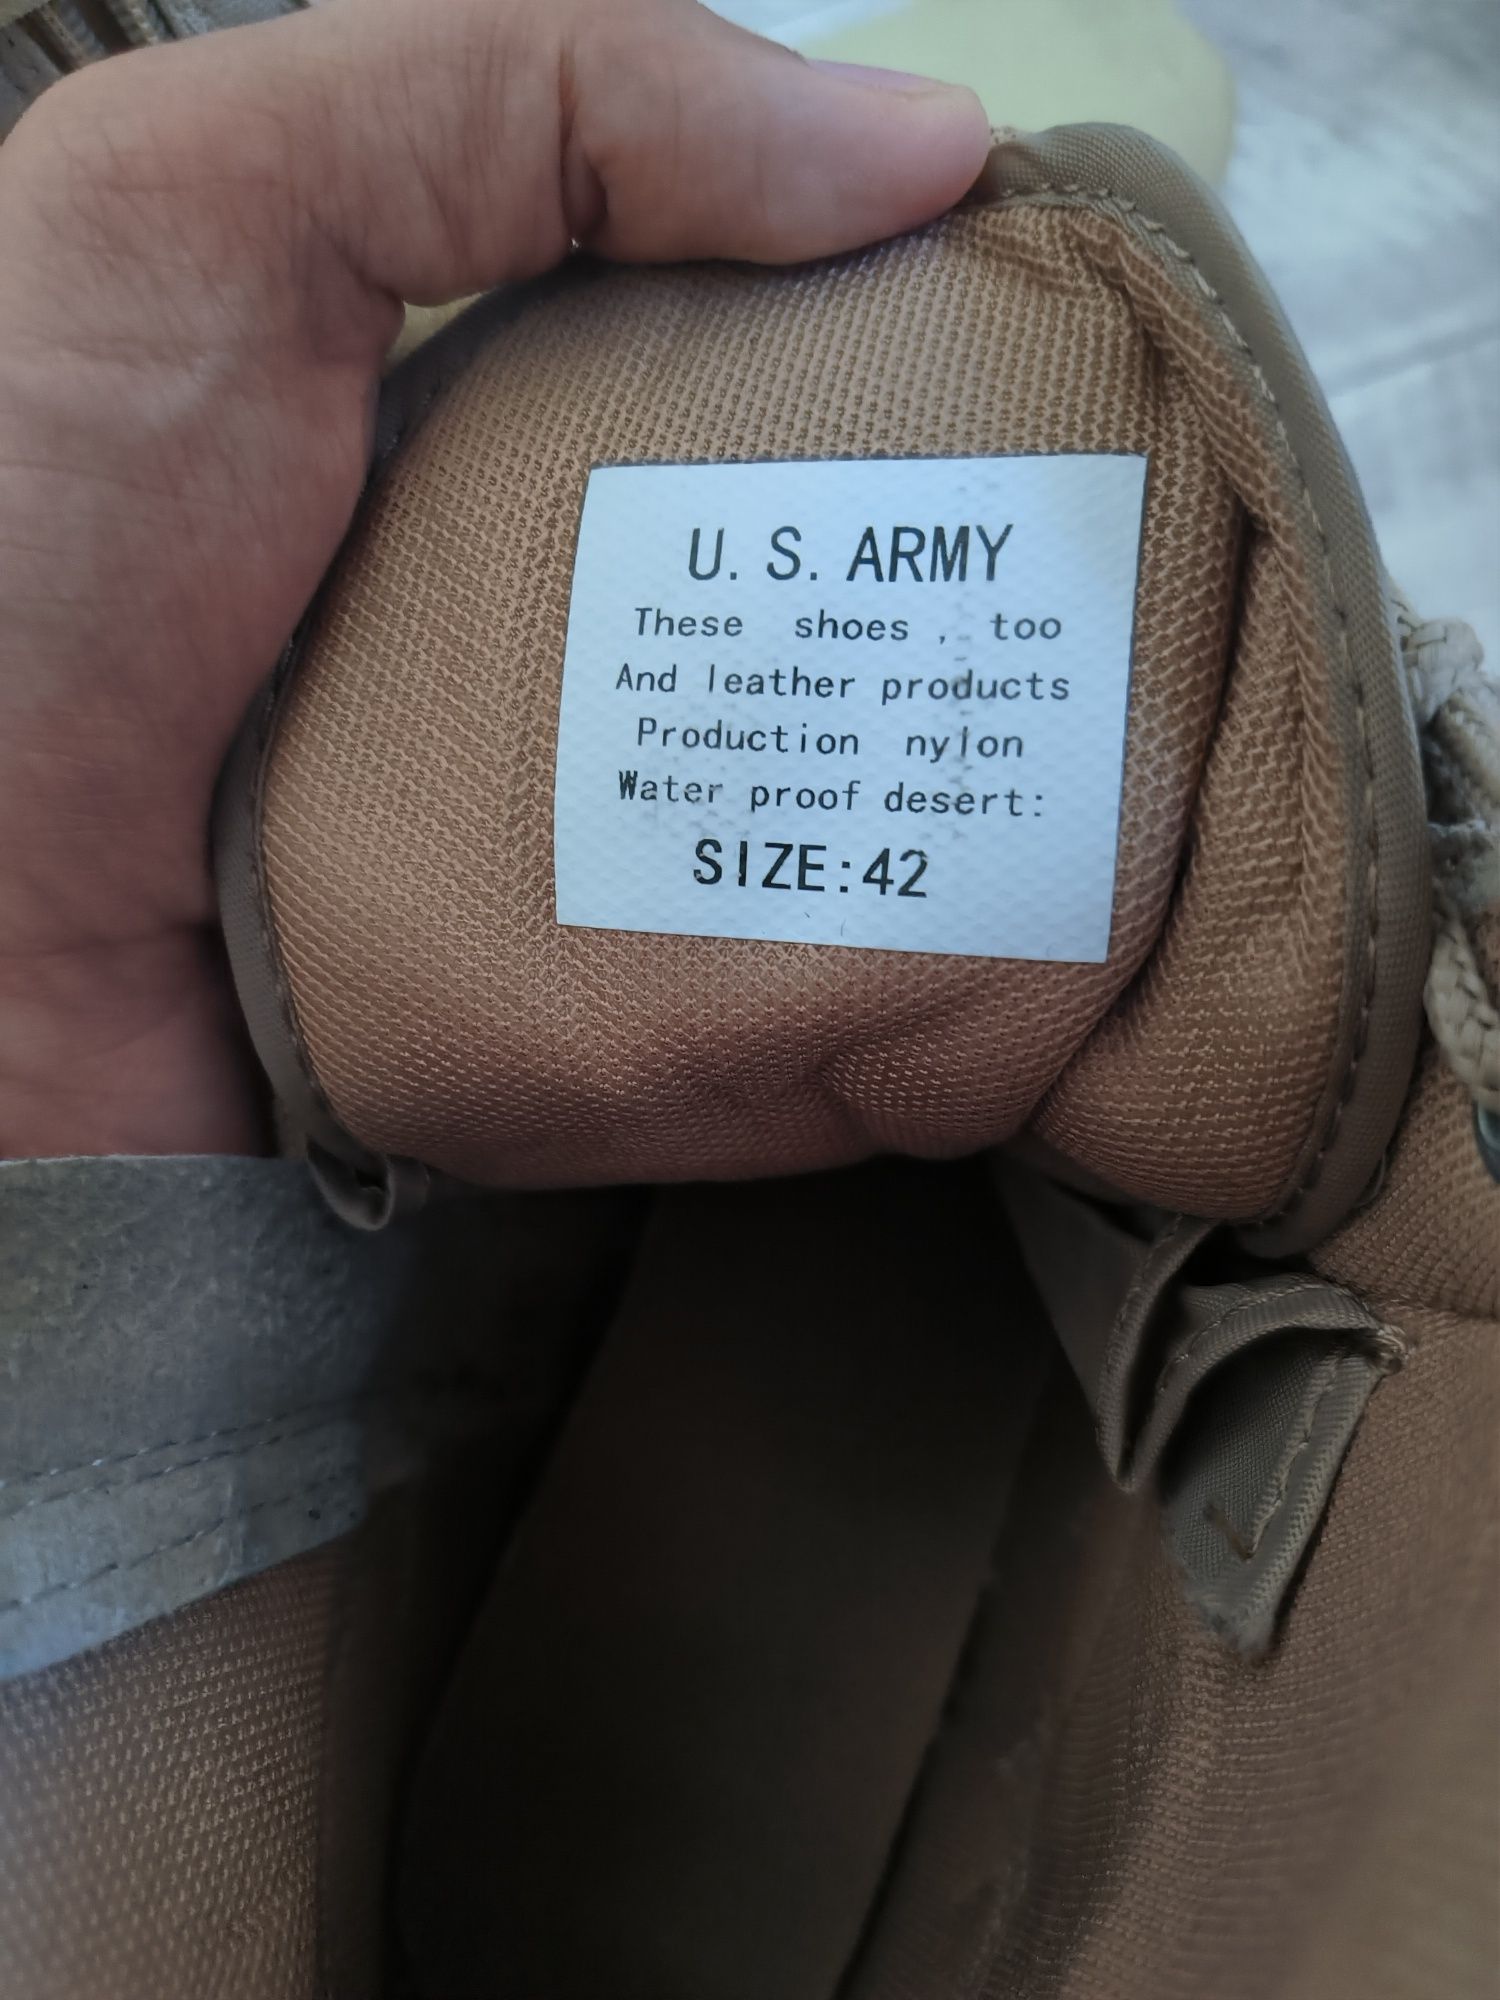 U. S. ARMY
These shoes , too
And leather products
Production nylon
Water proof desert:
SIZE:42